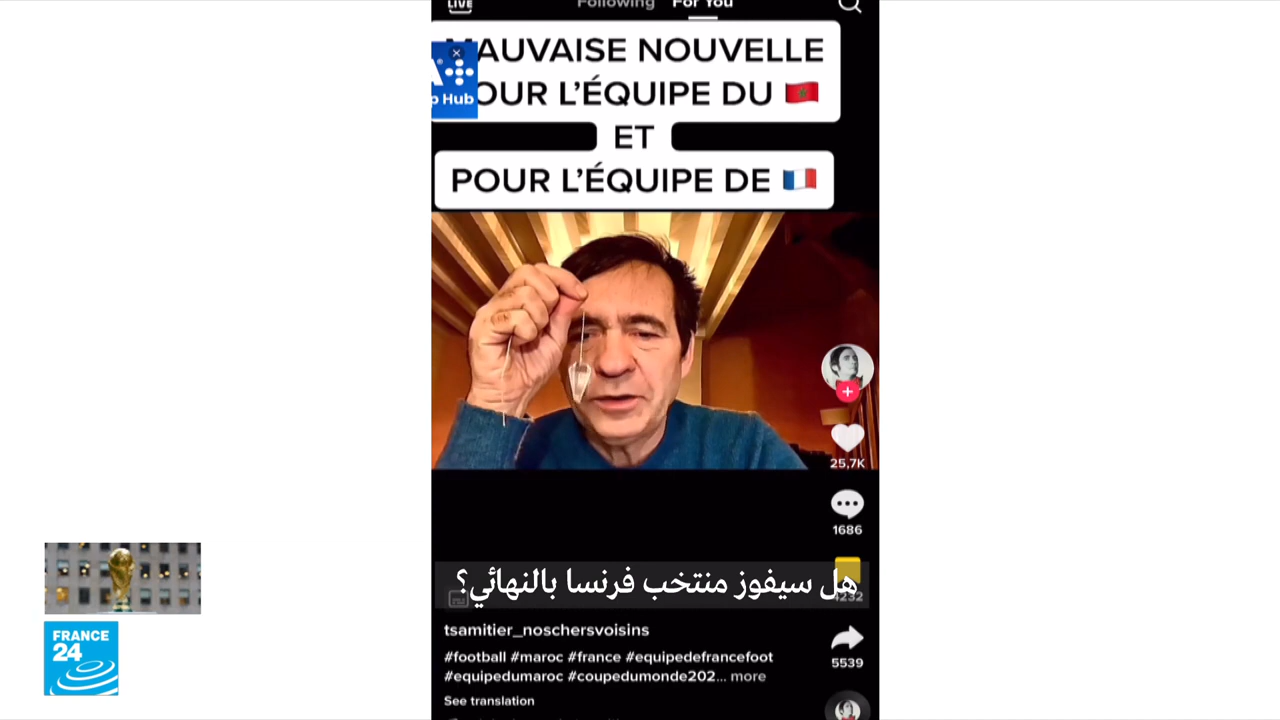 LIVE
Following For You
MAUVAISE NOUVELLE
POUR L'ÉQUIPE DU
ET
POUR L'ÉQUIPE DE
p Hub
25,7K
1686
4232
هل سيفوز منتخب فرنسا بالنهائي؟
tsamitier_noschersvoisins
5539
#football #maroc #france #equipedefrancefoot
#equipedumaroc #coupedumonde202... more
See translation
FRANCE
24